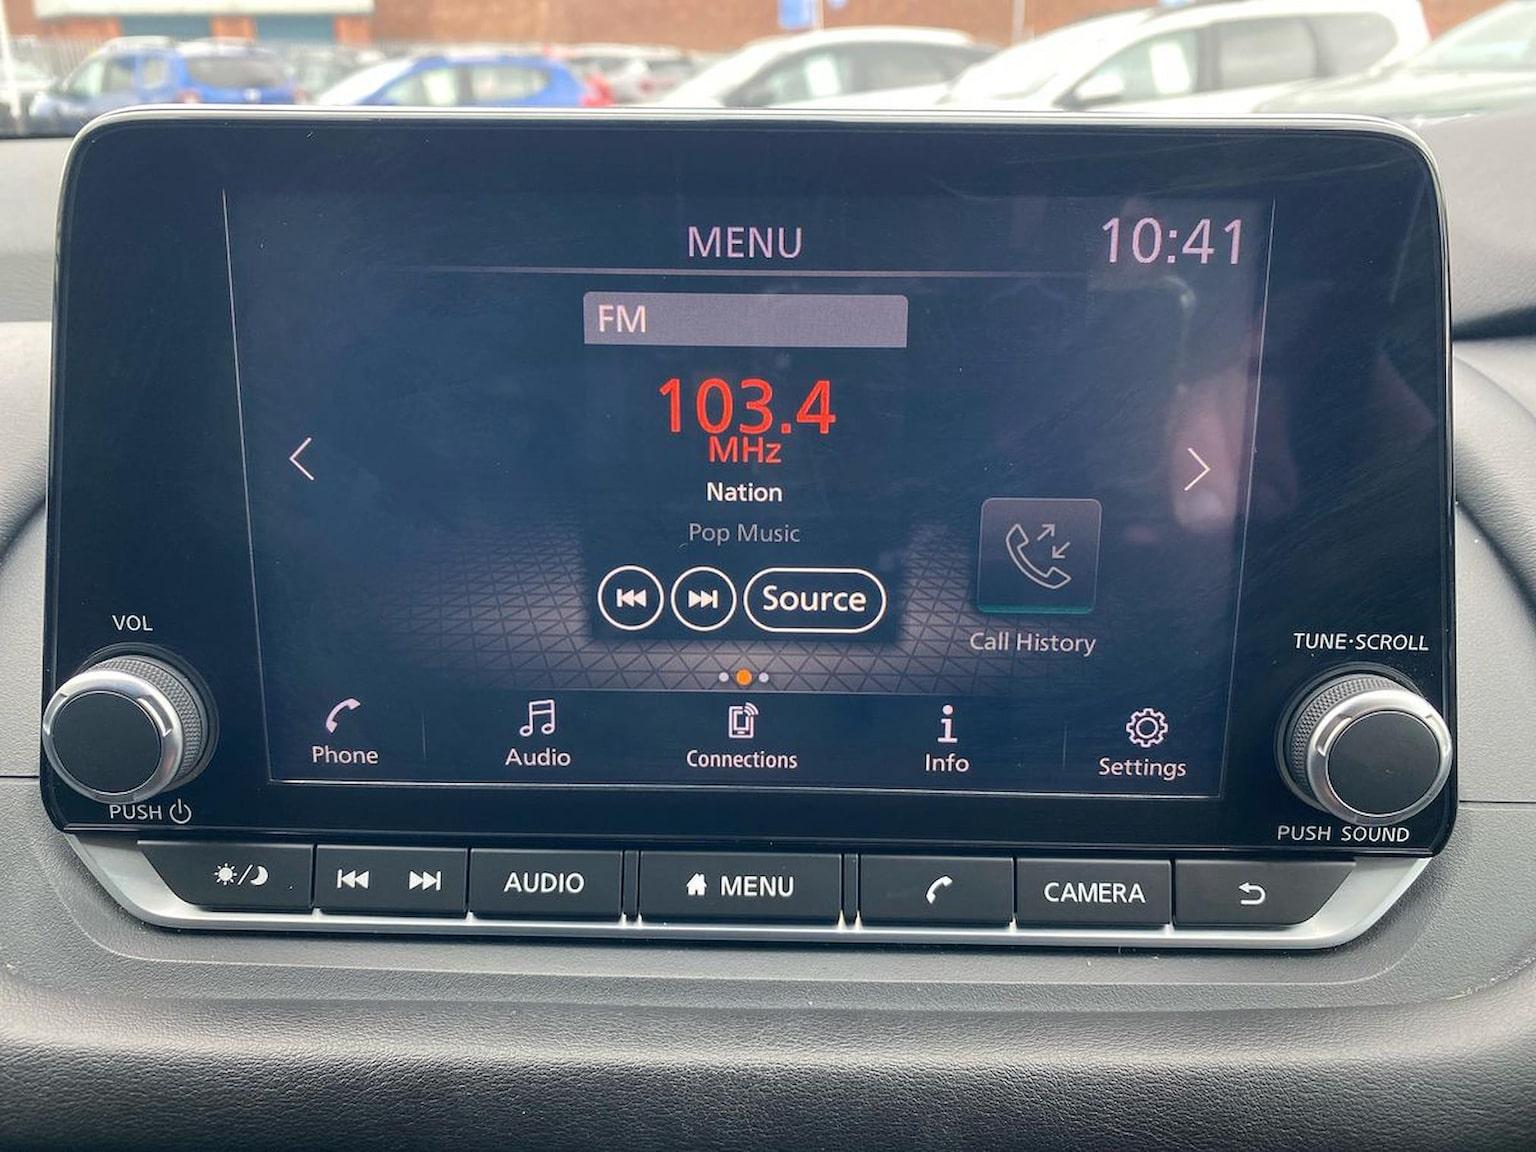 MENU
10:41
FM
103.4
MHz
Nation
Pop Music
Source
Call History
VOL
TUNE·SCROLL
Phone
Audio
Connections
Info
Settings
PUSH
PUSH SOUND
AUDIO
MENU
CAMERA